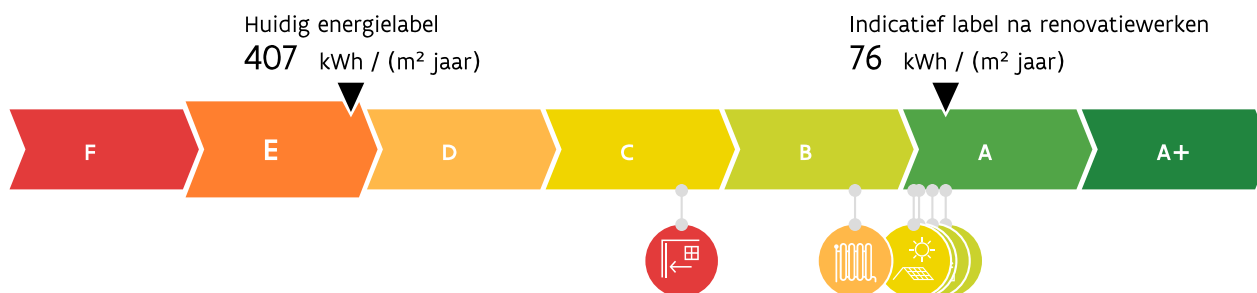 Huidig energielabel
407 kWh / (m² jaar)
Indicatief label na renovatiewerken
76 kWh / (m² jaar)
F E D C B A A+